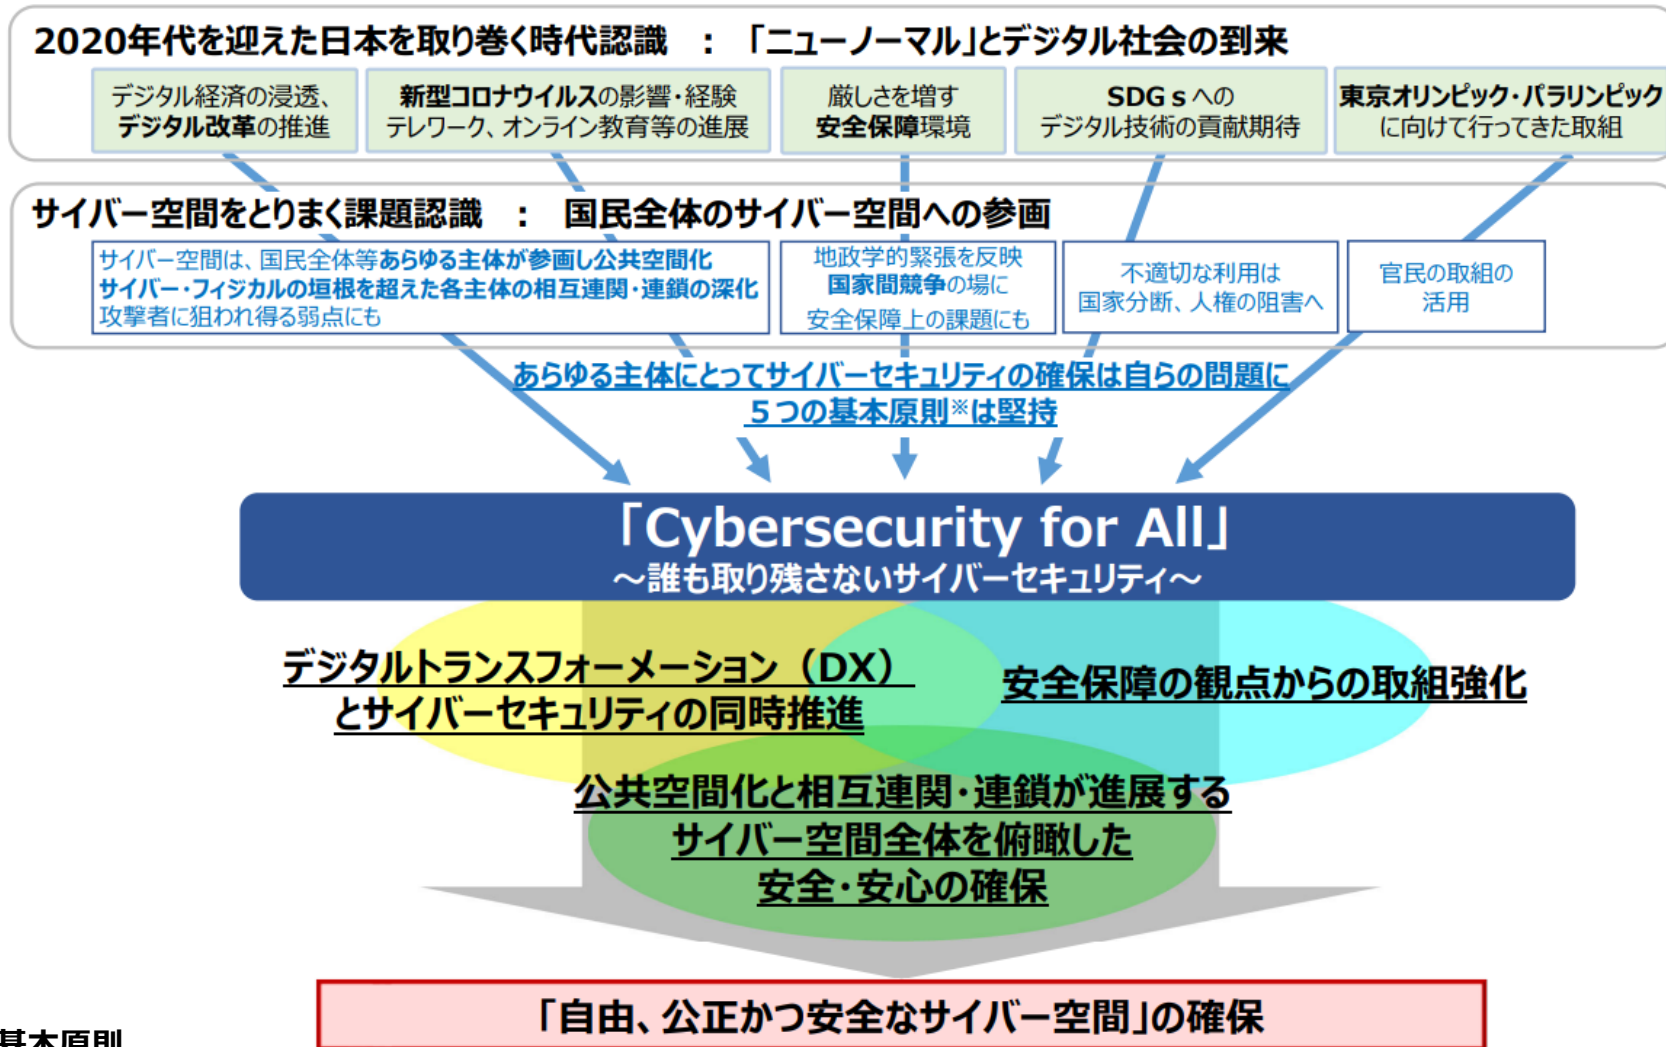 2020年代を迎えた日本を取り巻く時代認識 ： 「ニューノーマル」とデジタル社会の到来
デジタル経済の浸透、
デジタル改革の推進
新型コロナウイルスの影響・経験
テレワーク、オンライン教育等の進展
厳しさを増す
安全保障環境
SDGｓへの
デジタル技術の貢献期待
東京オリンピック・パラリンピック
に向けて行ってきた取組
サイバー空間をとりまく課題認識 ： 国民全体のサイバー空間への参画
サイバー空間は、国民全体等あらゆる主体が参画し公共空間化
サイバー・フィジカルの垣根を超えた各主体の相互連関・連鎖の深化
攻撃者に狙われ得る弱点にも
地政学的緊張を反映
国家間競争の場に
安全保障上の課題にも
不適切な利用は
国家分断、人権の阻害へ
官民の取組の
活用
あらゆる主体にとってサイバーセキュリティの確保は自らの問題に
５つの基本原則※は堅持
「Cybersecurity for All」
～誰も取り残さないサイバーセキュリティ～
デジタルトランスフォーメーション（DX）
とサイバーセキュリティの同時推進
安全保障の観点からの取組強化
公共空間化と相互連関・連鎖が進展する
サイバー空間全体を俯瞰した
安全・安心の確保
「自由、公正かつ安全なサイバー空間」の確保
基本原則